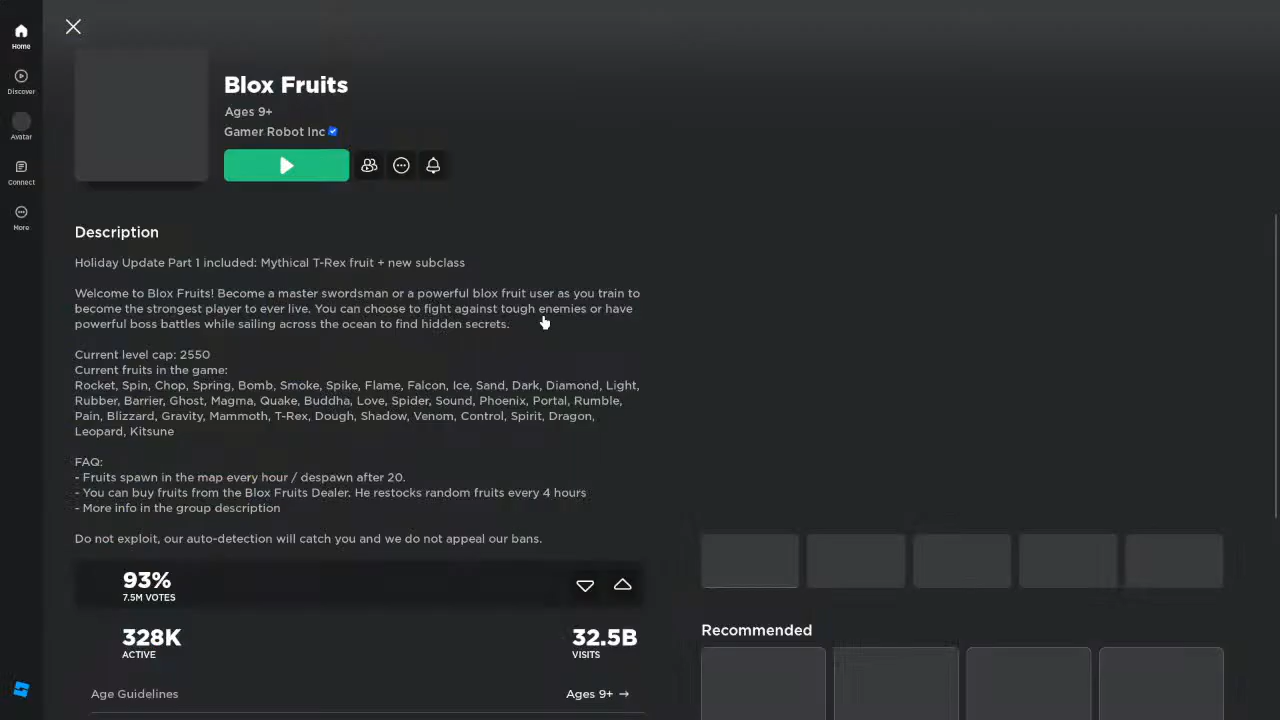 Home
Discover
Avatar
Connect
More
Blox Fruits
Ages 9+
Gamer Robot Inc
Description
Holiday Update Part 1 included: Mythical T-Rex fruit + new subclass
Welcome to Blox Fruits! Become a master swordsman or a powerful blox fruit user as you train to
become the strongest player to ever live. You can choose to fight against tough enemies or have
powerful boss battles while sailing across the ocean to find hidden secrets.
Current level cap: 2550
Current fruits in the game:
Rocket, Spin, Chop, Spring, Bomb, Smoke, Spike, Flame, Falcon, Ice, Sand, Dark, Diamond, Light,
Rubber, Barrier, Ghost, Magma, Quake, Buddha, Love, Spider, Sound, Phoenix, Portal, Rumble,
Pain, Blizzard, Gravity, Mammoth, T-Rex, Dough, Shadow, Venom, Control, Spirit, Dragon,
Leopard, Kitsune
FAQ:
- Fruits spawn in the map every hour / despawn after 20.
- You can buy fruits from the Blox Fruits Dealer. He restocks random fruits every 4 hours
- More info in the group description
Do not exploit, our auto-detection will catch you and we do not appeal our bans.
93%
7.5M VOTES
328K
ACTIVE
32.5B
VISITS
Age Guidelines
Ages 9+ →
Recommended